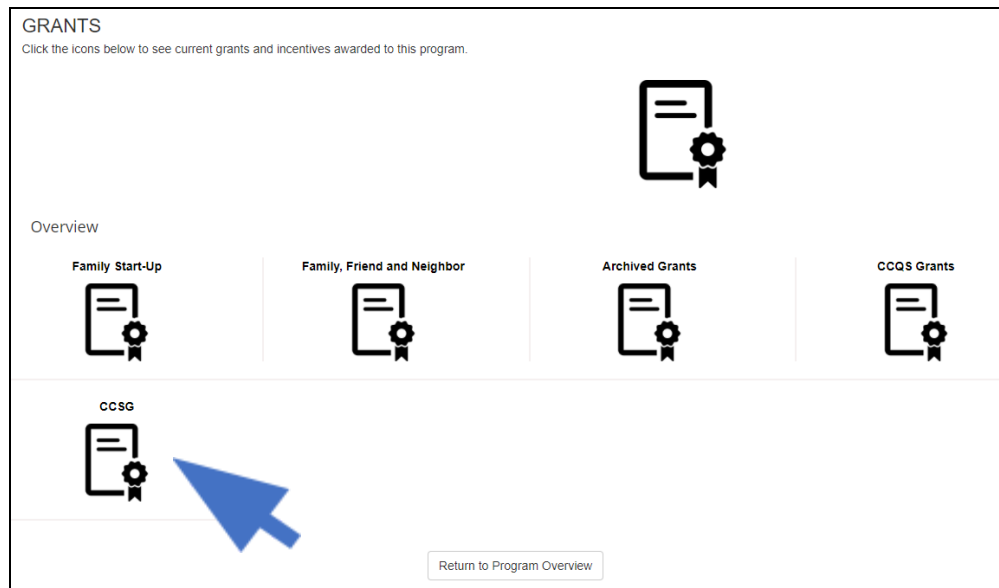 GRANTS
Click the icons below to see current grants and incentives awarded to this program.
Overview
Family Start-Up
Family, Friend and Neighbor
Archived Grants
CCQS Grants
CCSG
Return to Program Overview